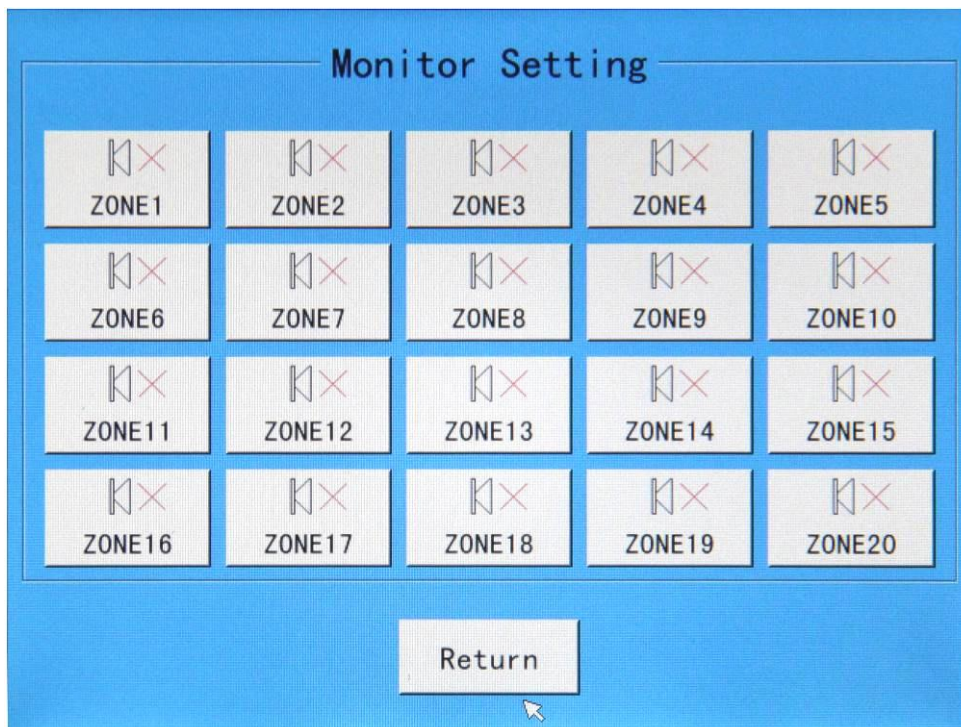 Monitor Setting
ZONE1 ZONE2 ZONE3 ZONE4 ZONE5
ZONE6 ZONE7 ZONE8 ZONE9 ZONE10
ZONE11 ZONE12 ZONE13 ZONE14 ZONE15
ZONE16 ZONE17 ZONE18 ZONE19 ZONE20
Return